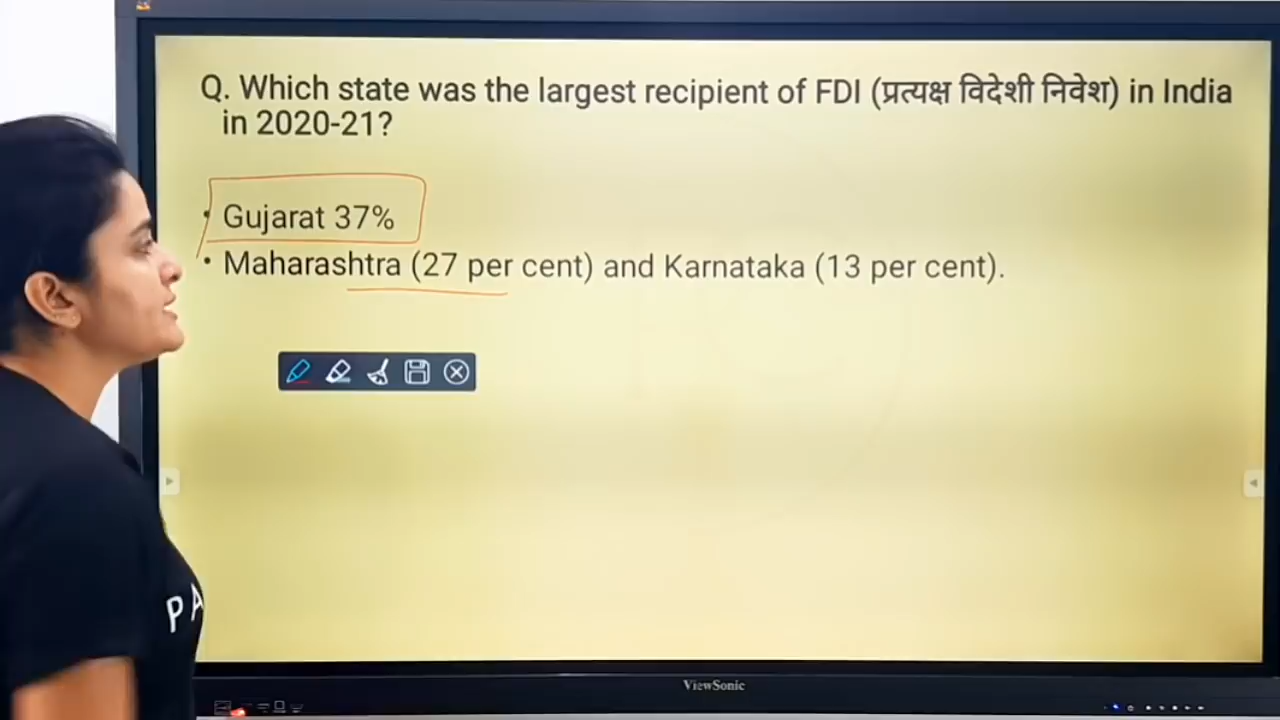 Q. Which state was the largest recipient of FDI (प्रत्यक्ष विदेशी निवेश) in India
in 2020-21?
• Gujarat 37%
• Maharashtra (27 per cent) and Karnataka (13 per cent).
PA
ViewSonic